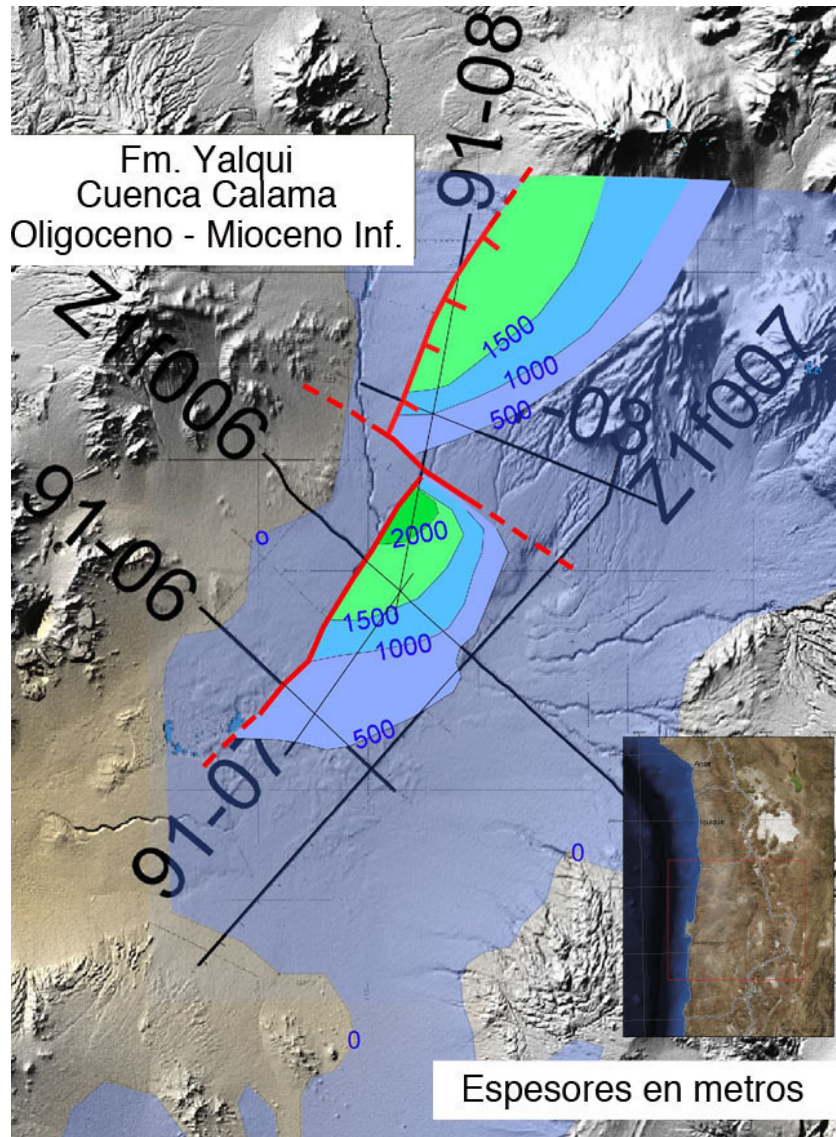 91-08
Fm. Yalqui
Cuenca Calama
Oligoceno - Mioceno Inf.
Z1f006
1500
1000
500
-08
Z1f007
91-06
0
2000
1500
1000
500
91-07
0
0
Iquique
Espesores en metros